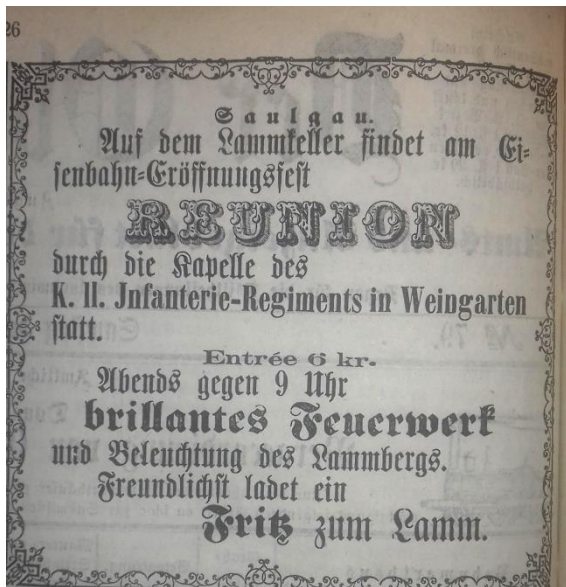 26
Saulgau.
Auf dem Lammkeller findet am Ei-
senbahn-Eröffnungsfest
REUNION
durch die Kapelle des
K. II. Infanterie-Regiments in Weingarten
statt.
Entrée 6 kr.
Abends gegen 9 Uhr
brillantes Feuerwerk
und Beleuchtung des Lammbergs.
Freundlichst ladet ein
Fritz zum Lamm.